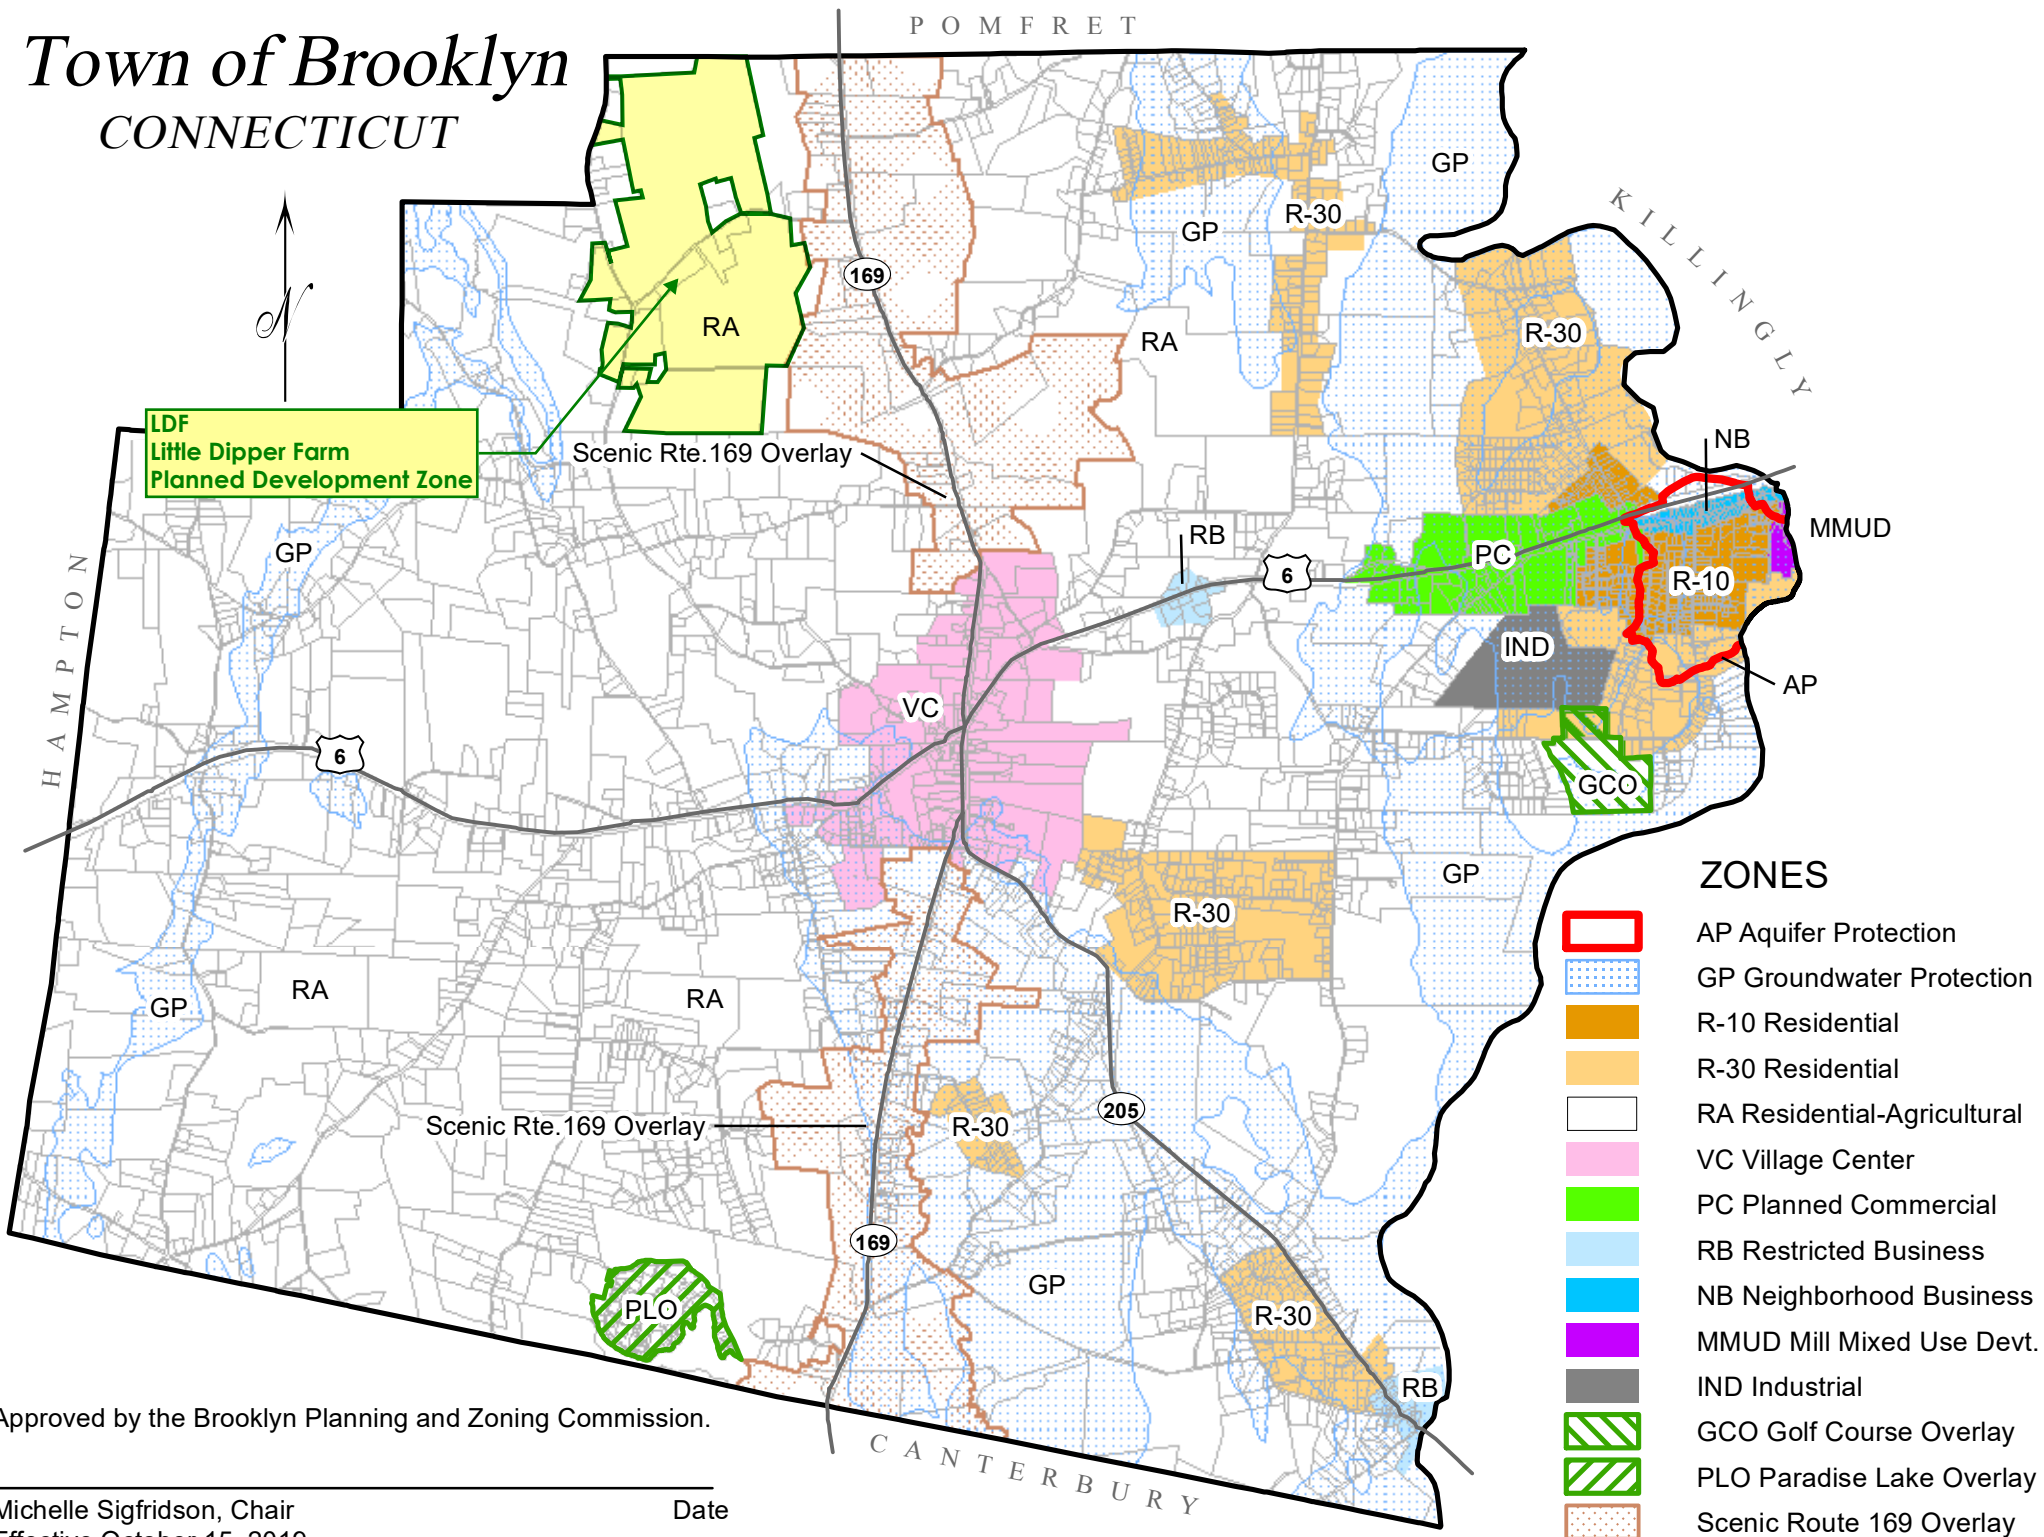 Town of Brooklyn
CONNECTICUT
N
POMFRET
KILLINGLY
HAMPTON
CANTERBURY
LDF
Little Dipper Farm
Planned Development Zone
RA
169
GP
R-30
GP
RA
R-30
NB
MMUD
Scenic Rte.169 Overlay
GP
RB
6
PC
R-10
IND
AP
VC
6
GCO
GP
R-30
GP
RA
RA
Scenic Rte.169 Overlay
R-30
205
169
GP
PLO
R-30
RB
ZONES
AP Aquifer Protection
GP Groundwater Protection
R-10 Residential
R-30 Residential
RA Residential-Agricultural
VC Village Center
PC Planned Commercial
RB Restricted Business
NB Neighborhood Business
MMUD Mill Mixed Use Devt.
IND Industrial
GCO Golf Course Overlay
PLO Paradise Lake Overlay
Scenic Route 169 Overlay
Approved by the Brooklyn Planning and Zoning Commission.
Michelle Sigfridson, Chair Date
Effective October 15, 2019